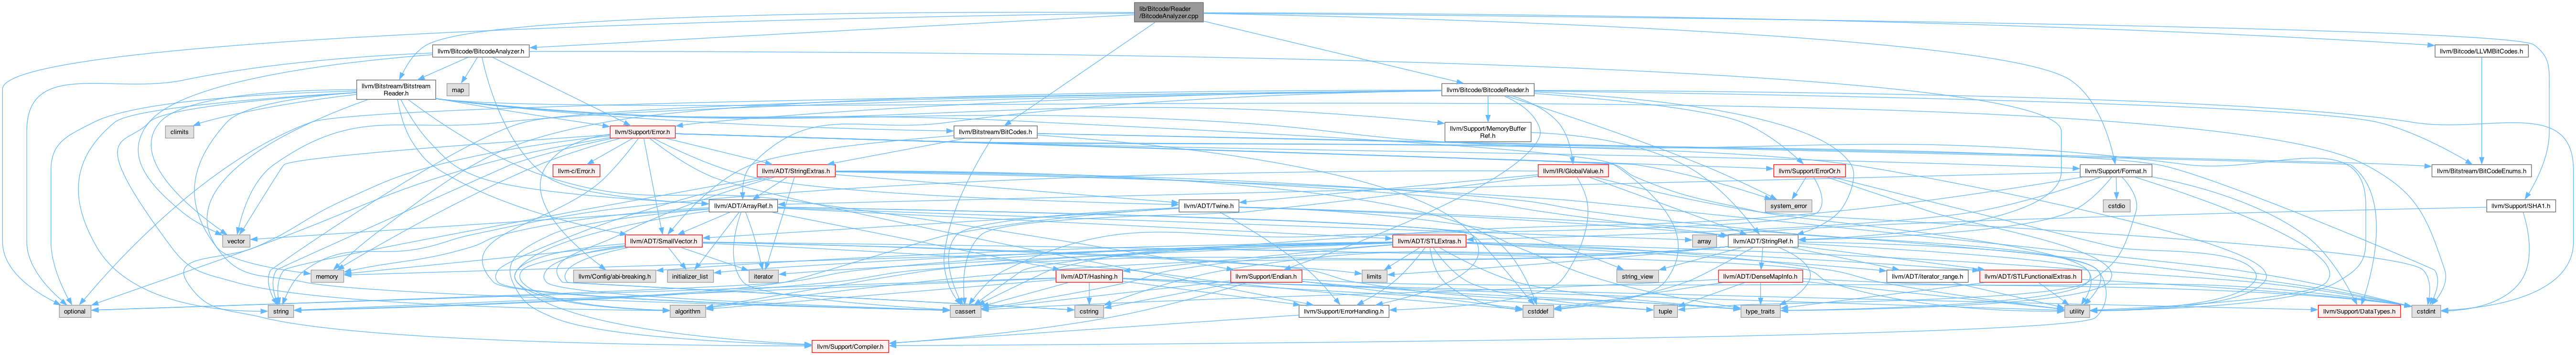 lib/Bitcode/Reader
/BitcodeAnalyzer.cpp
llvm/Bitcode/BitcodeAnalyzer.h
llvm/Bitcode/LLVMBitCodes.h
map
llvm/Bitstream/Bitstream
Reader.h
llvm/Bitcode/BitcodeReader.h
climits
llvm/Support/Error.h
llvm/Bitstream/BitCodes.h
llvm/Support/MemoryBuffer
Ref.h
llvm-c/Error.h
llvm/ADT/StringExtras.h
llvm/IR/GlobalValue.h
llvm/Support/ErrorOr.h
llvm/Support/Format.h
llvm/Bitstream/BitCodeEnums.h
llvm/ADT/ArrayRef.h
llvm/ADT/Twine.h
system_error
cstdio
llvm/Support/SHA1.h
vector
llvm/ADT/SmallVector.h
llvm/ADT/STLExtras.h
array
llvm/ADT/StringRef.h
memory
llvm/Config/abi-breaking.h
initializer_list
iterator
llvm/ADT/Hashing.h
llvm/Support/Endian.h
limits
string_view
llvm/ADT/DenseMapInfo.h
llvm/ADT/iterator_range.h
llvm/ADT/STLFunctionalExtras.h
optional
string
algorithm
cassert
cstring
llvm/Support/ErrorHandling.h
cstddef
tuple
type_traits
utility
llvm/Support/DataTypes.h
cstdint
llvm/Support/Compiler.h